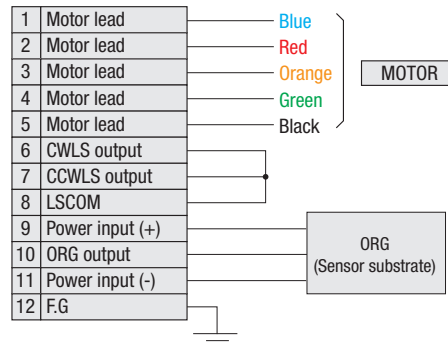 1 Motor lead Blue
2 Motor lead Red
3 Motor lead Orange MOTOR
4 Motor lead Green
5 Motor lead Black
6 CWLS output
7 CCWLS output
8 LSCOM
9 Power input (+)
10 ORG output
11 Power input (-)
12 F.G
ORG
(Sensor substrate)